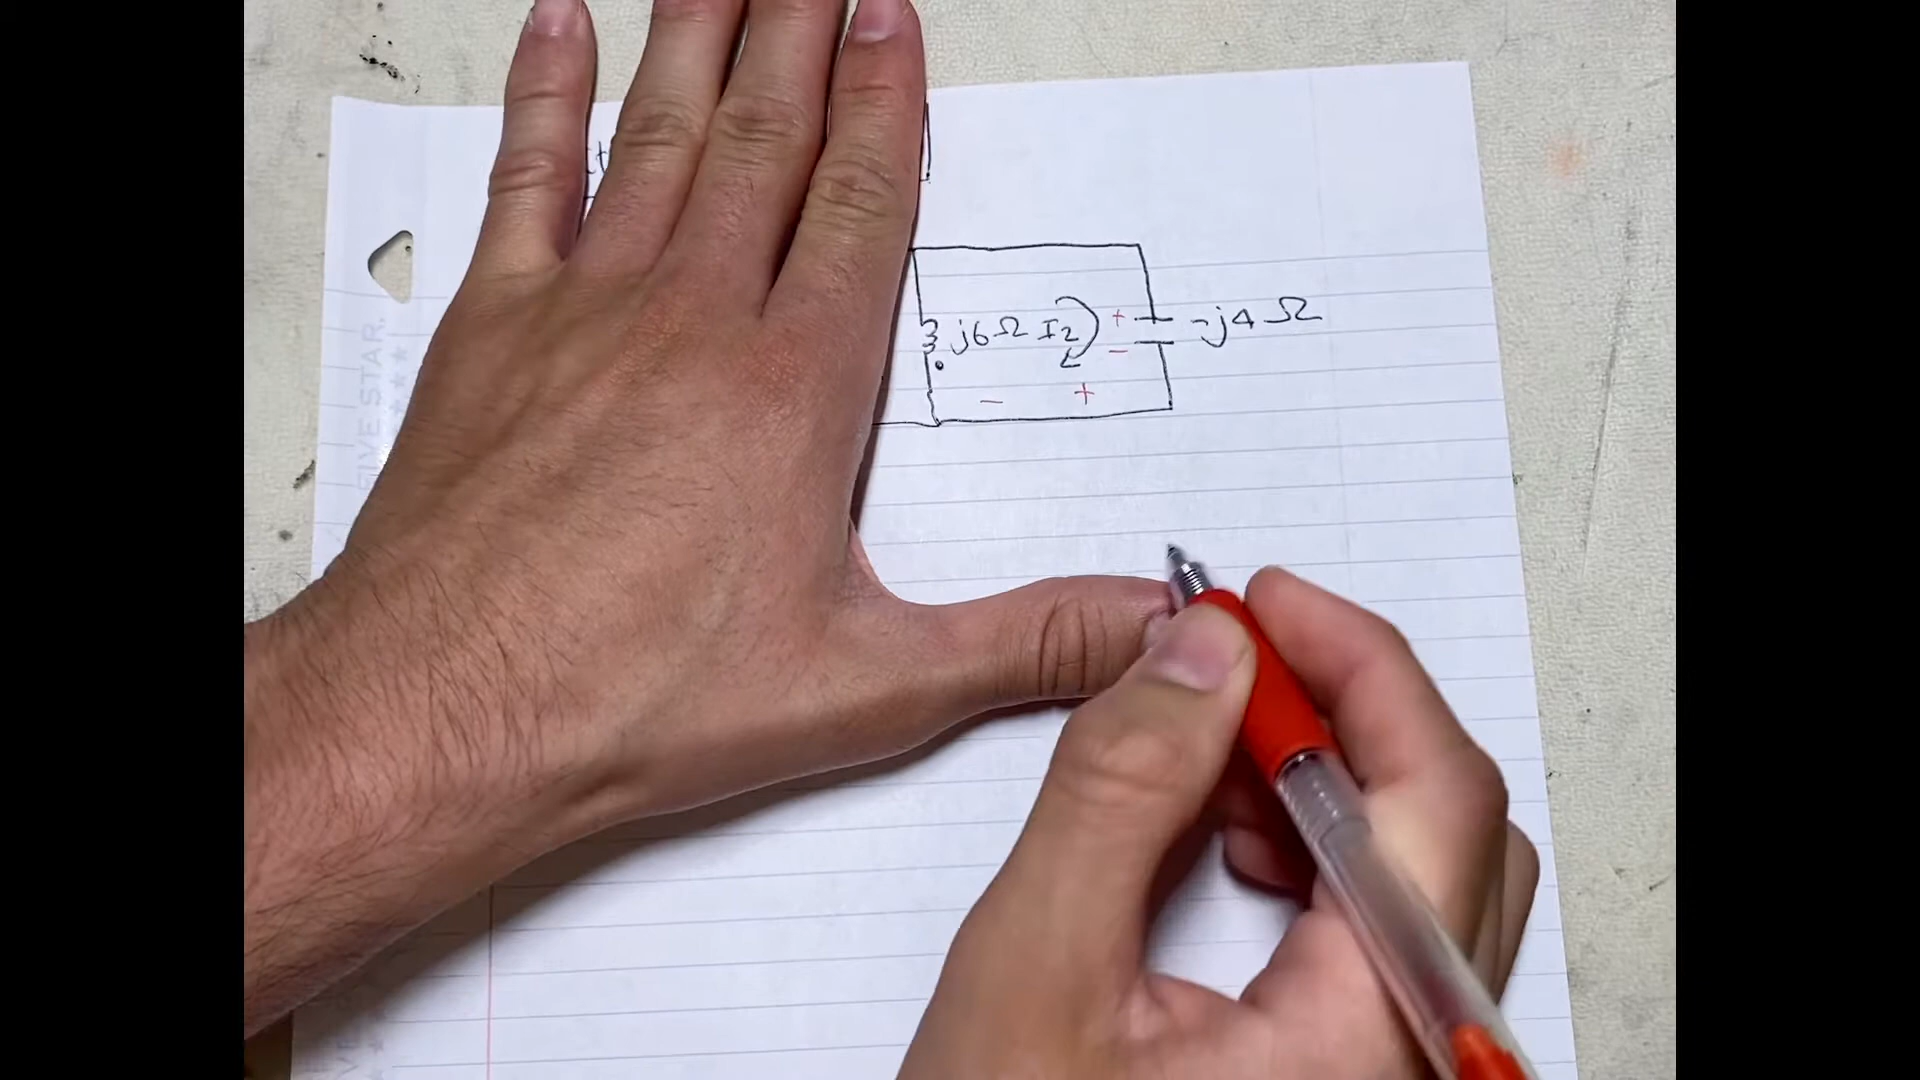 j6Ω I2 + -j4 Ω
-
- +
FIVE STAR.